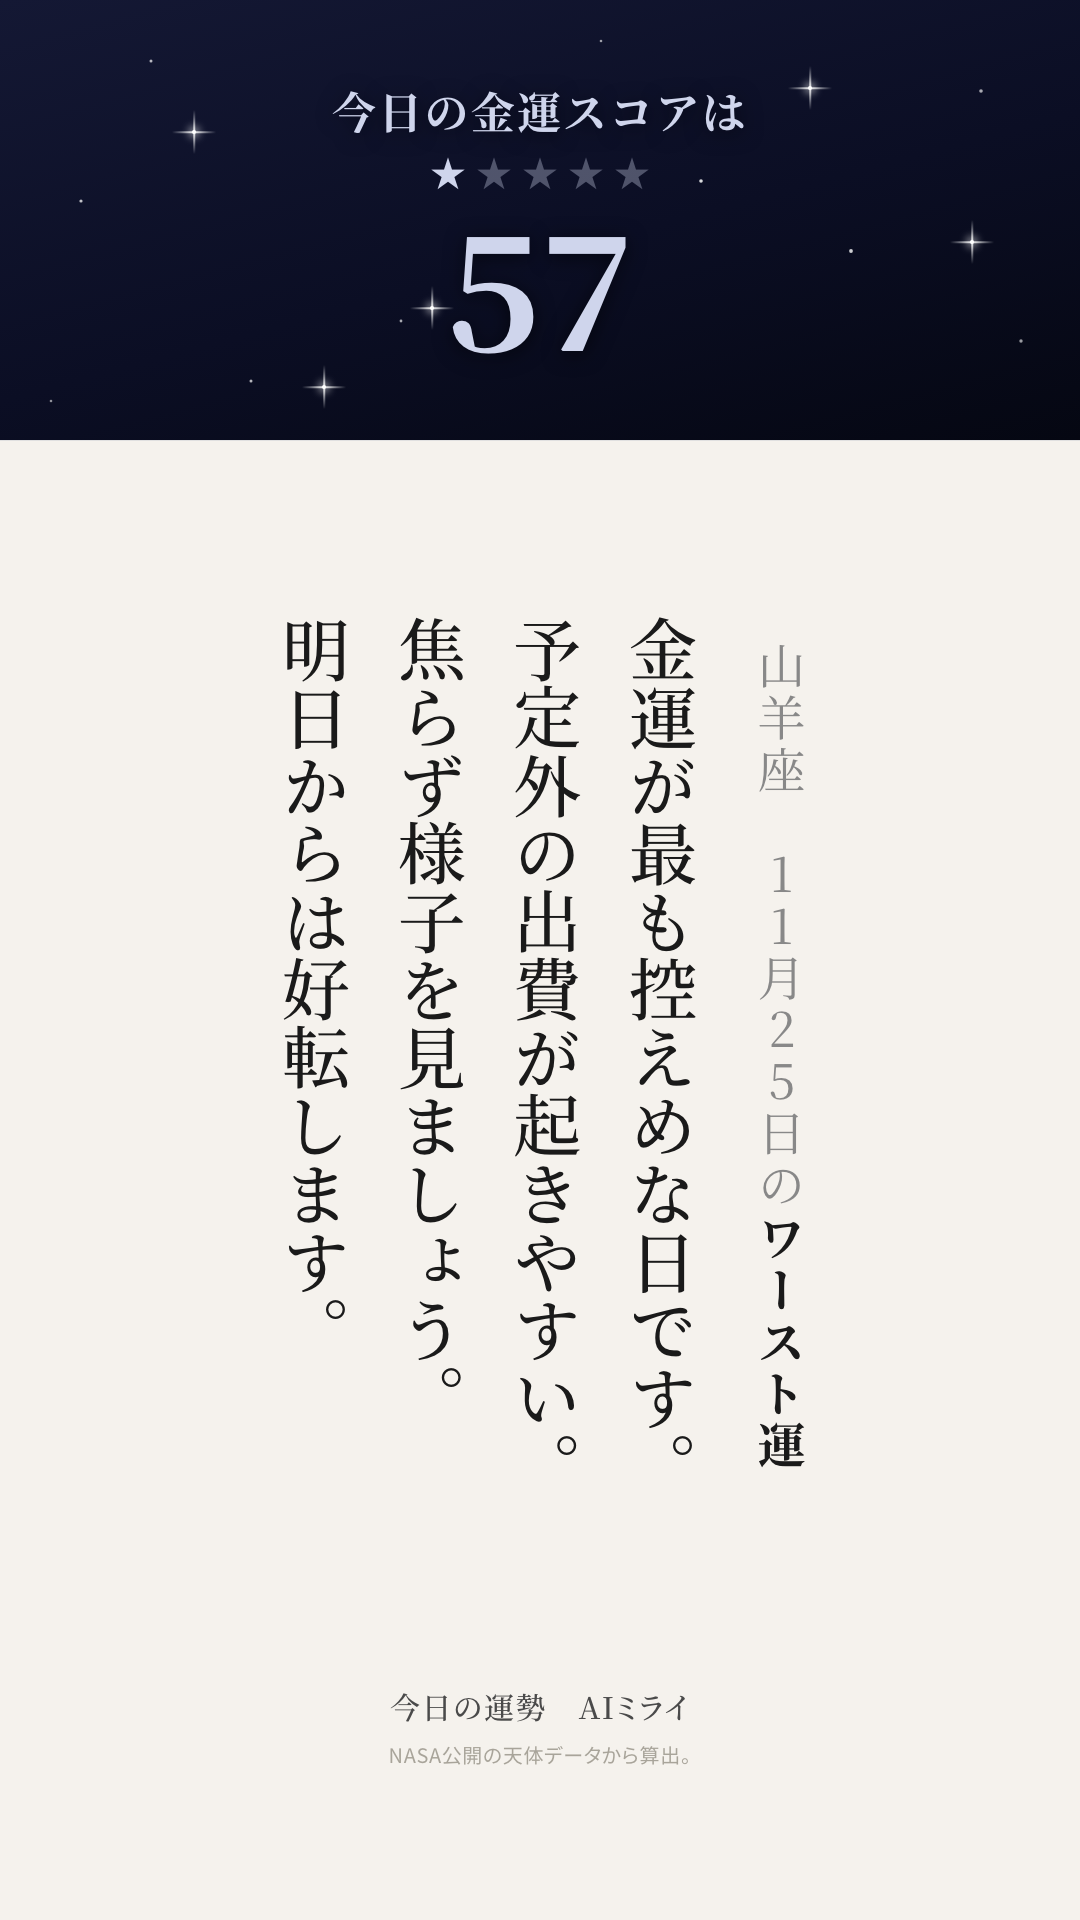 今日の金運スコアは
★★★★★
57
山羊座　11月25日のワースト運
金運が最も控えめな日です。
予定外の出費が起きやすい。
焦らず様子を見ましょう。
明日からは好転します。
今日の運勢　AIミライ
NASA公開の天体データから算出。